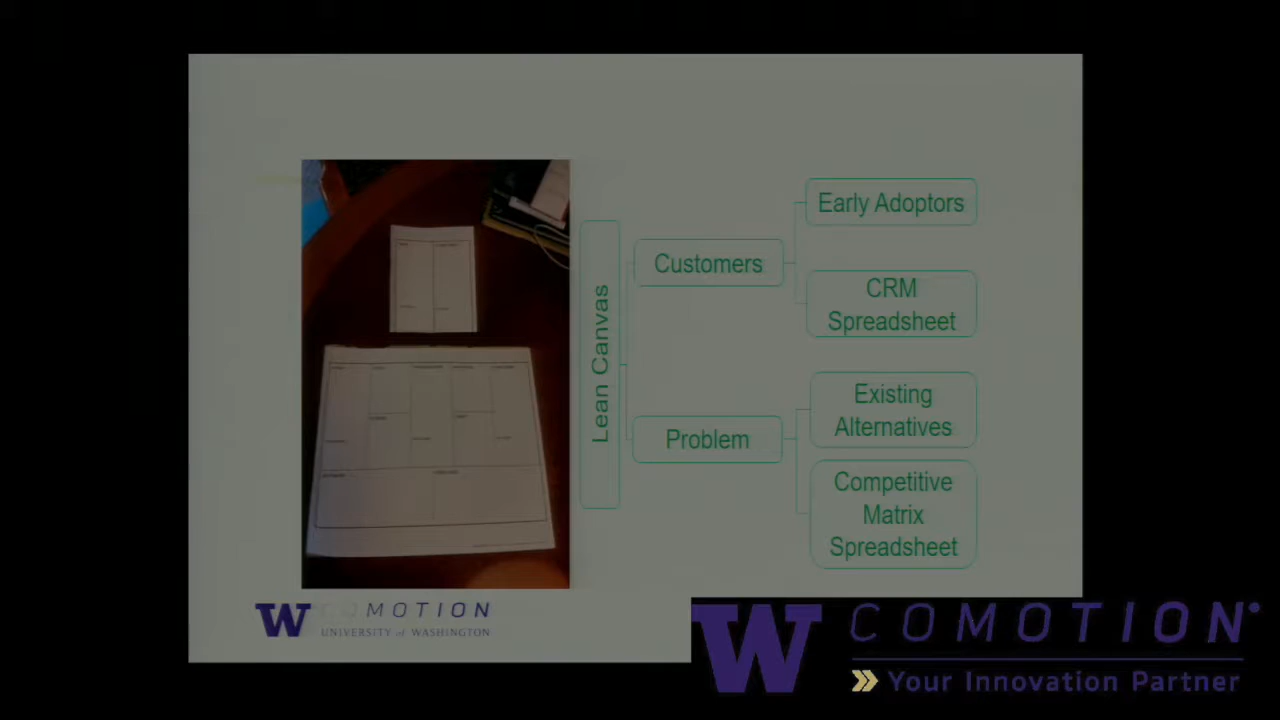 Lean Canvas
Customers
Early Adoptors
CRM
Spreadsheet
Problem
Existing
Alternatives
Competitive
Matrix
Spreadsheet
W COMOTION
UNIVERSITY of WASHINGTON
W COMOTION
Your Innovation Partner